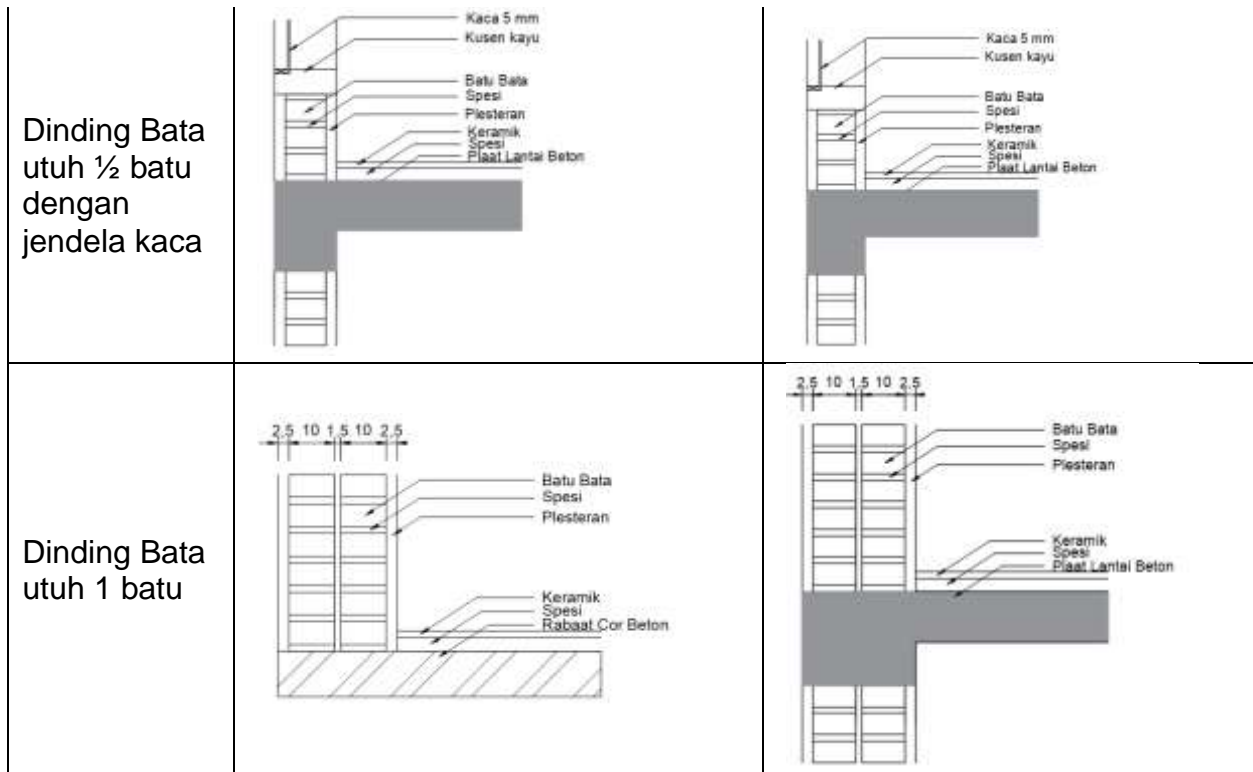 Dinding Bata
utuh ½ batu
dengan
jendela kaca
Kaca 5 mm
Kusen kayu
Batu Bata
Spesi
Plesteran
Keramik
Spesi
Plaat Lantai Beton
Kaca 5 mm
Kusen kayu
Batu Bata
Spesi
Plesteran
Keramik
Spesi
Plaat Lantai Beton
Dinding Bata
utuh 1 batu
2,5 10 1,5 10 2,5
Batu Bata
Spesi
Plesteran
Keramik
Spesi
Rabaat Cor Beton
2,5 10 1,5 10 2,5
Batu Bata
Spesi
Plesteran
Keramik
Spesi
Plaat Lantai Beton